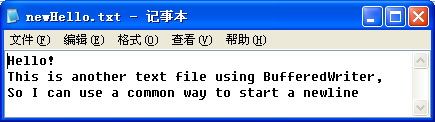 newHello.txt - 记事本
文件(F) 编辑(E) 格式(O) 查看(V) 帮助(H)
Hello!
This is another text file using BufferedWriter,
So I can use a common way to start a newline